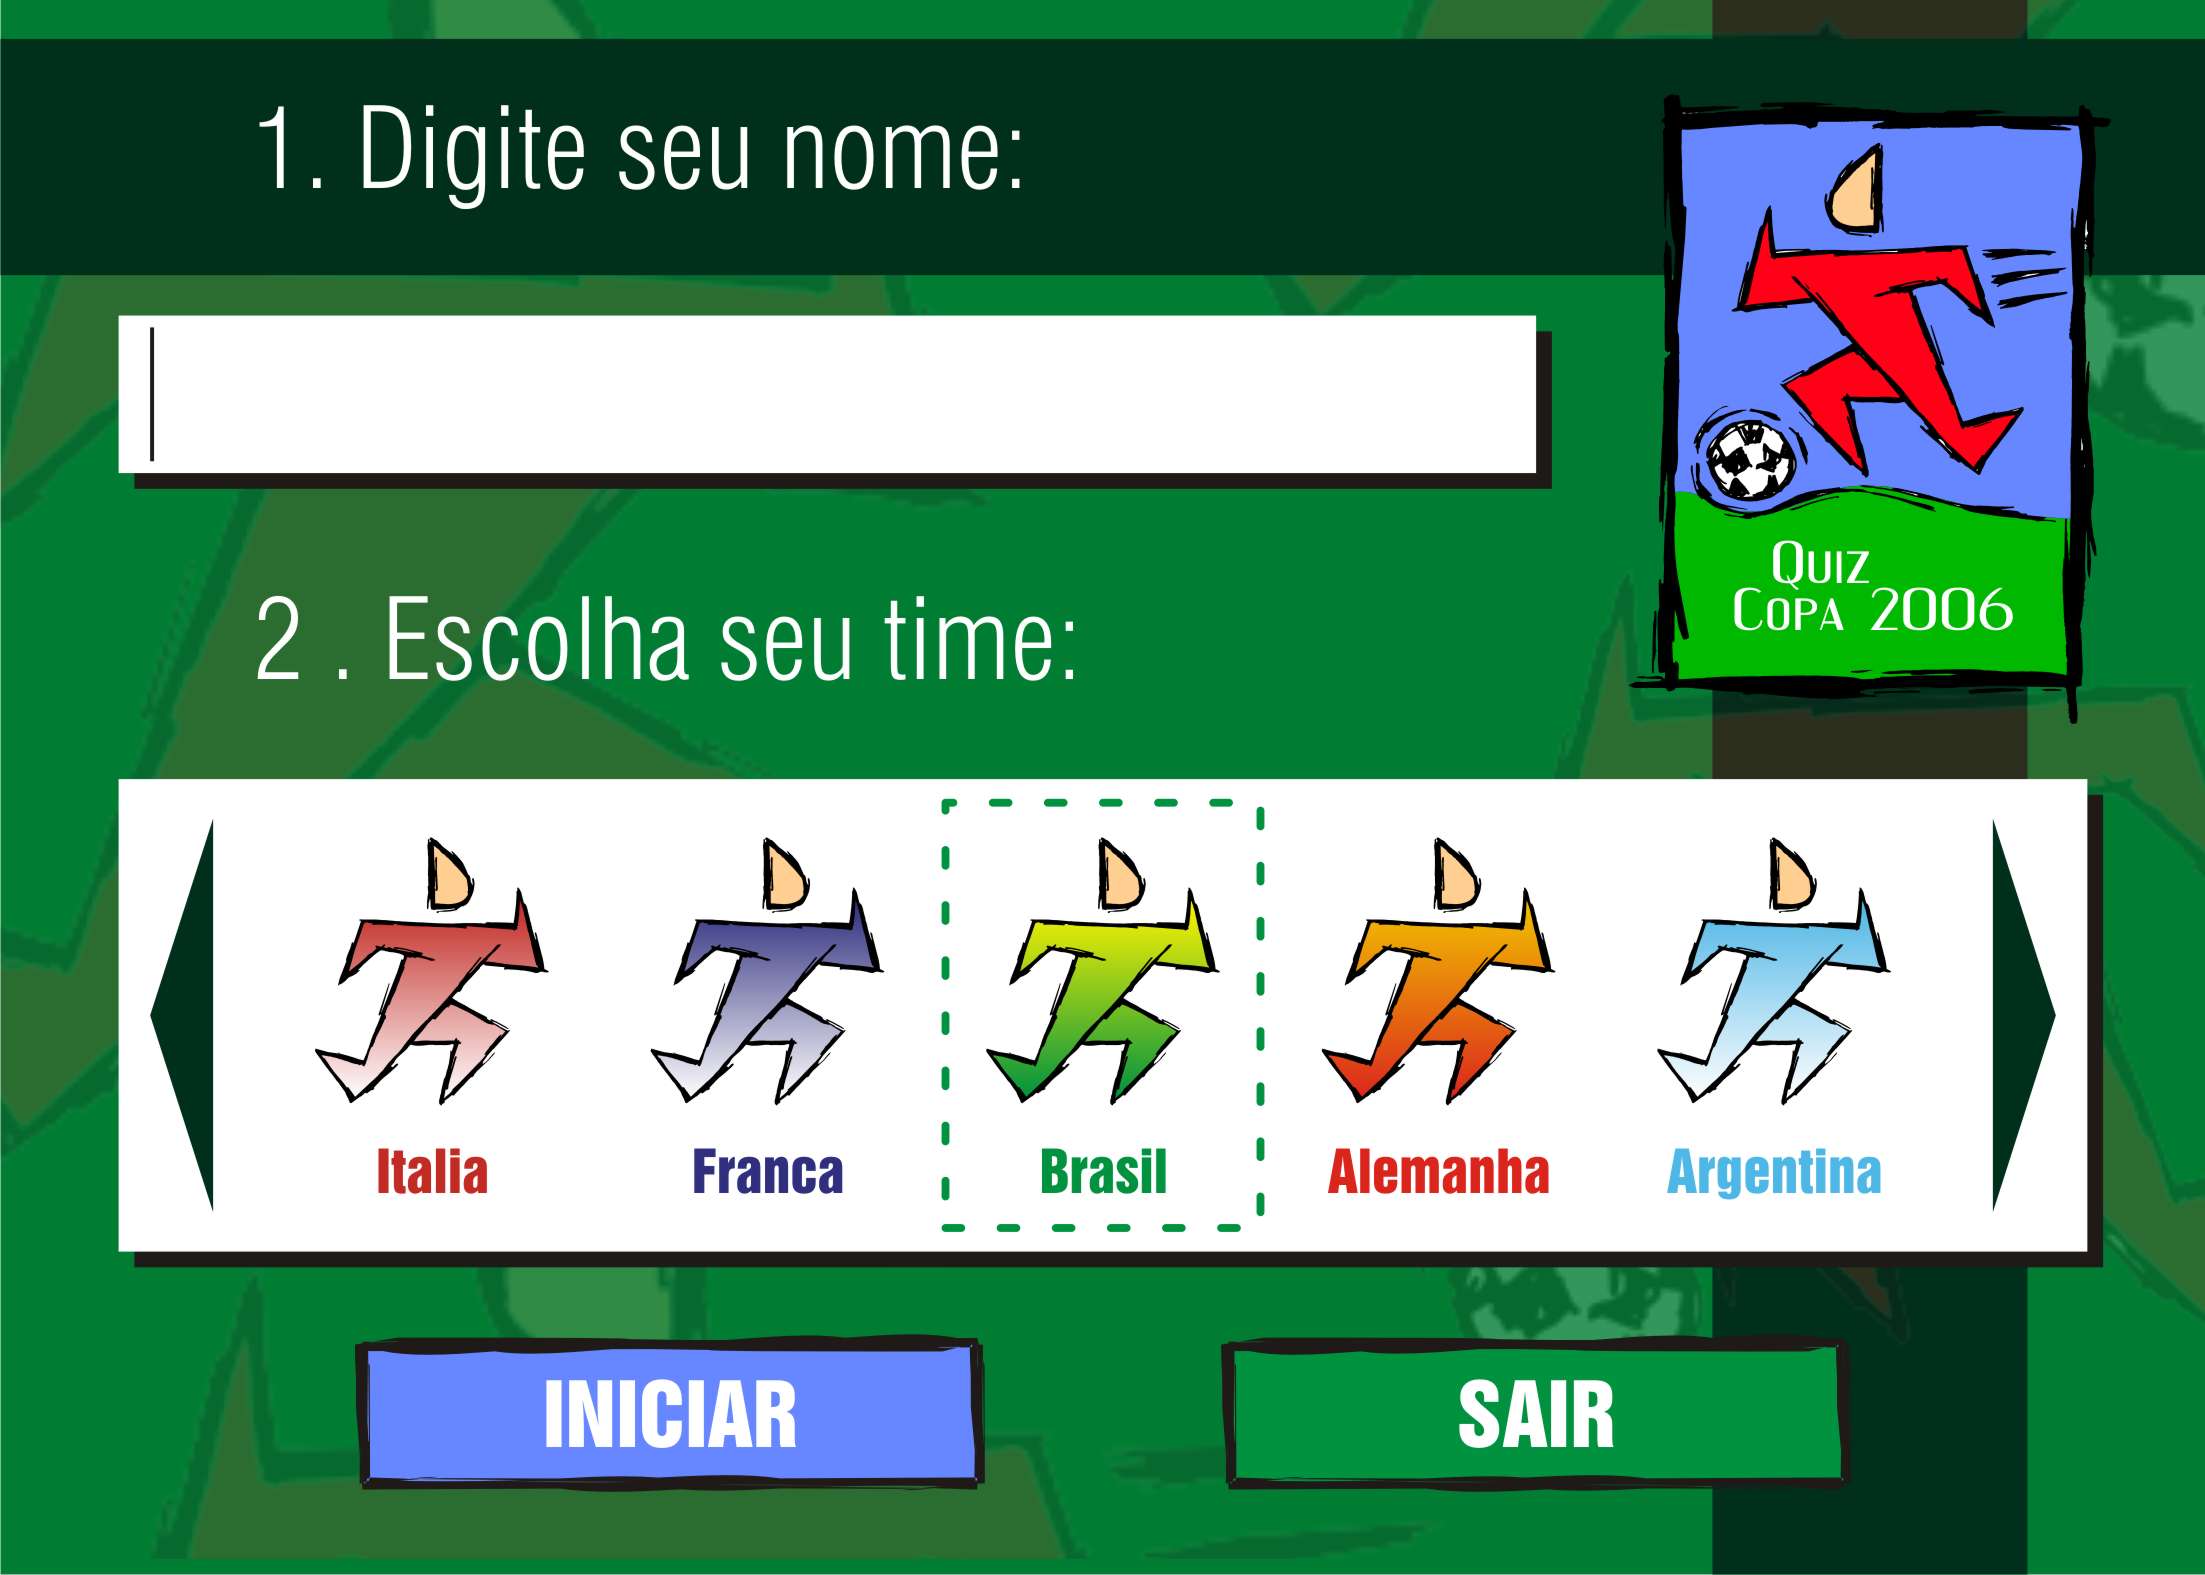 1. Digite seu nome:
Quiz
Copa 2006
2 . Escolha seu time:
Italia
Franca
Brasil
Alemanha
Argentina
INICIAR
SAIR